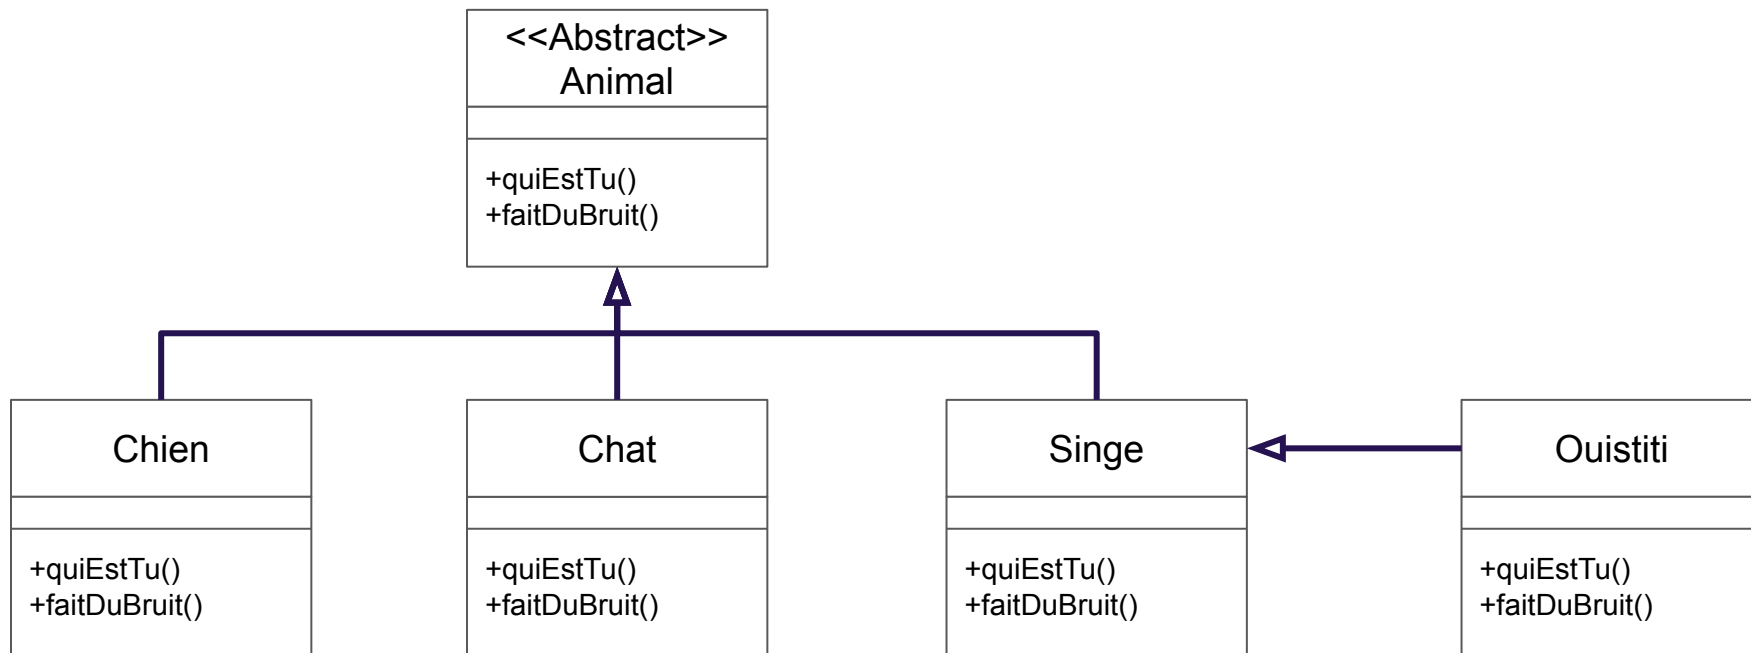 <<Abstract>>
Animal
+quiEstTu()
+faitDuBruit()
Chien
+quiEstTu()
+faitDuBruit()
Chat
+quiEstTu()
+faitDuBruit()
Singe
+quiEstTu()
+faitDuBruit()
Ouistiti
+quiEstTu()
+faitDuBruit()